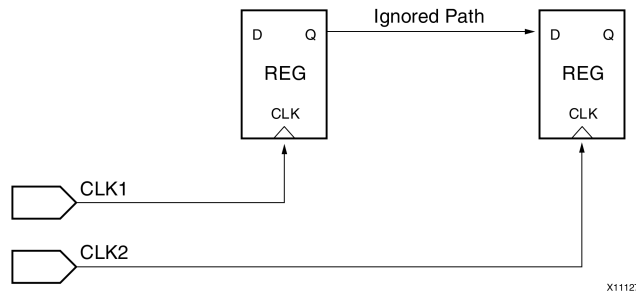 Ignored Path
D Q
REG
CLK
D Q
REG
CLK
CLK1
CLK2